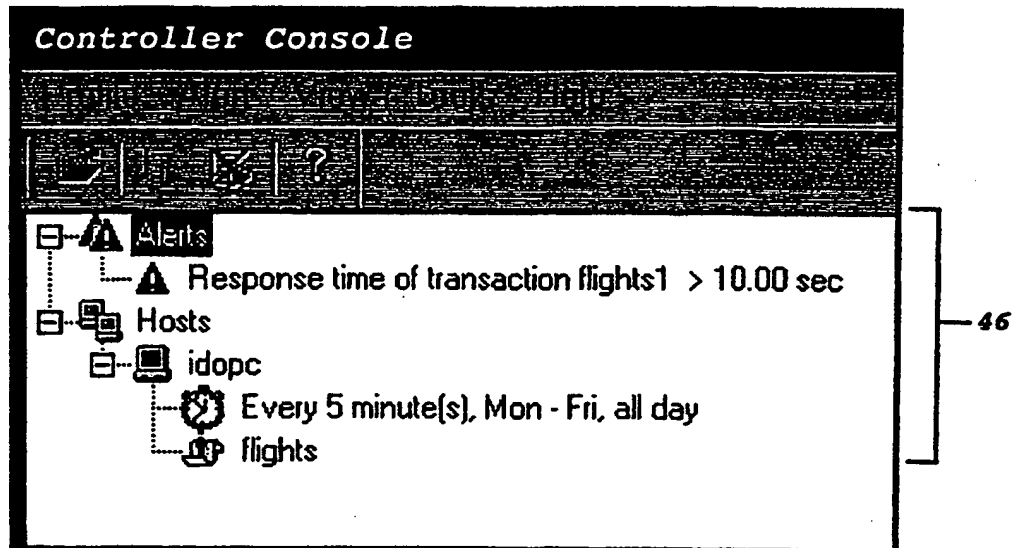 Controller Console
?
Alerts
Response time of transaction flights1 > 10.00 sec
46
Hosts
idopc
Every 5 minute(s), Mon - Fri, all day
flights